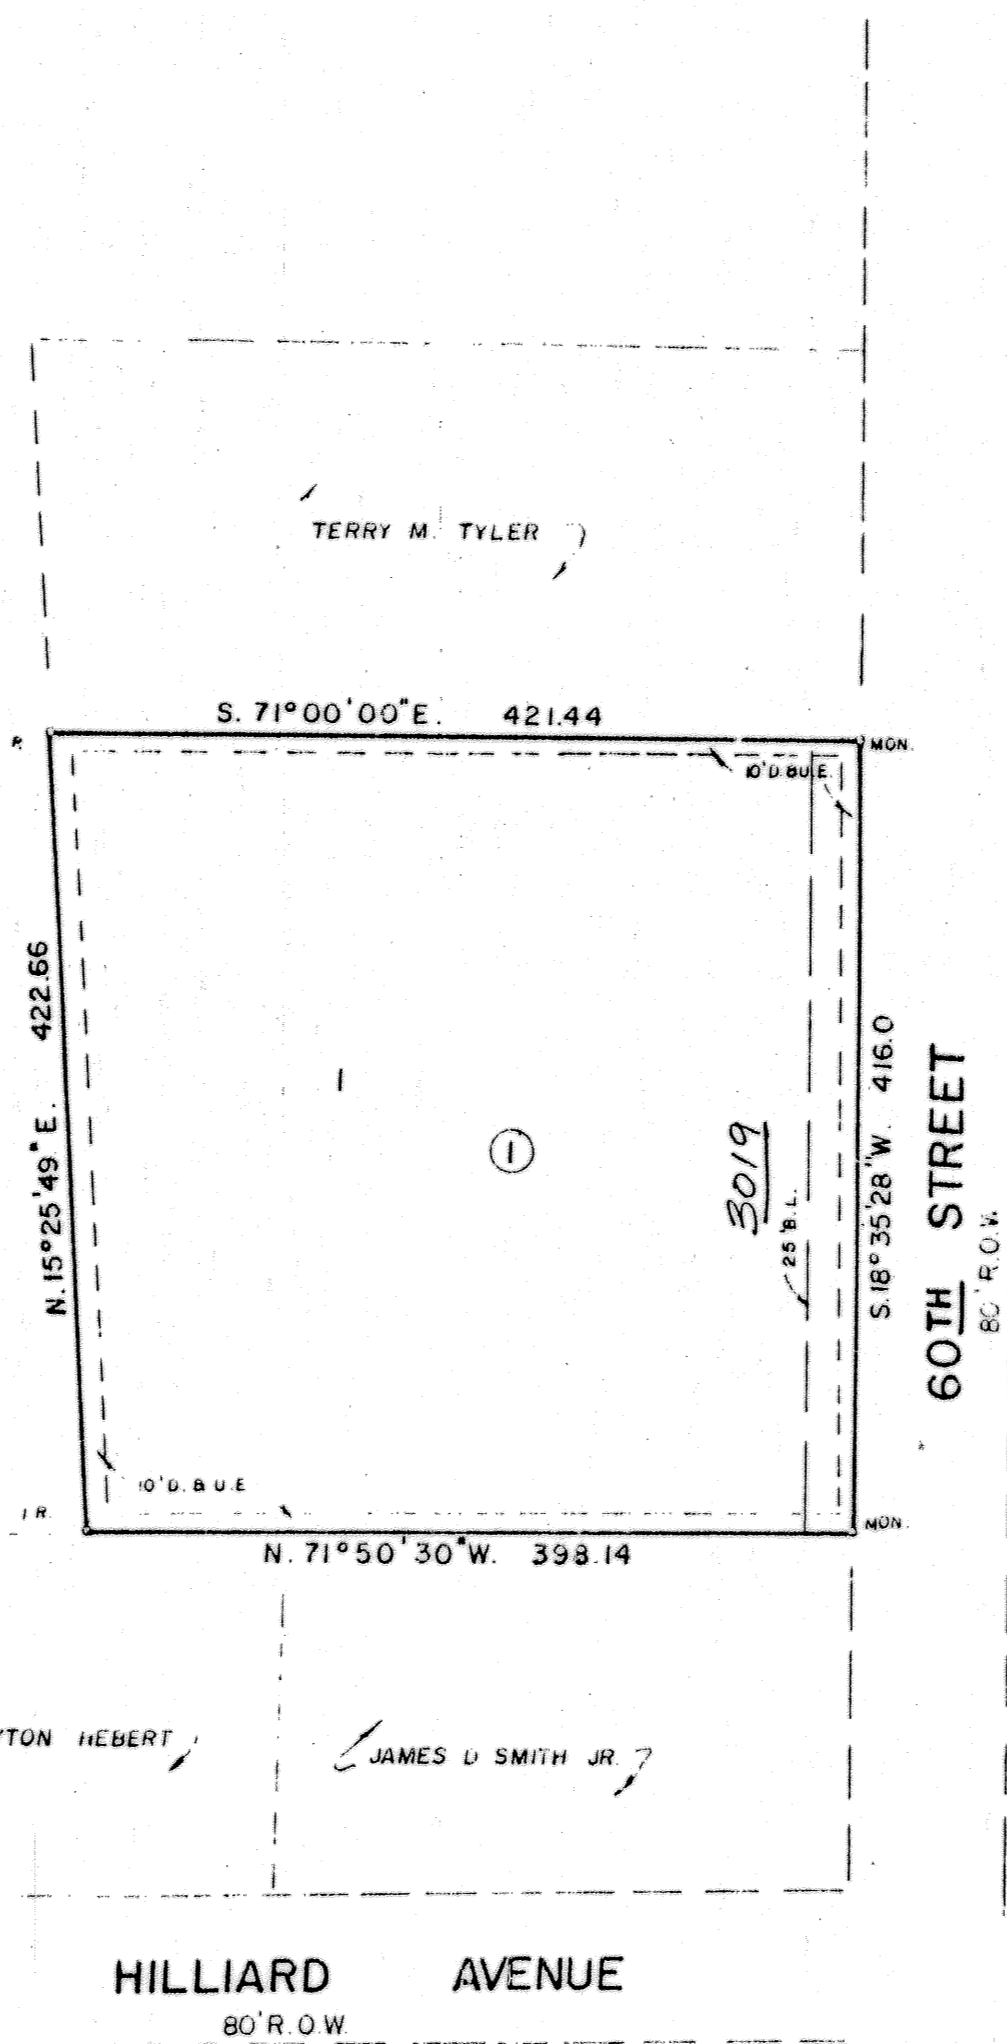 TERRY M. TYLER
S. 71°00'00"E. 421.44
R.
MON.
10'D.&U.E.
N. 15°25'49"E. 422.66
1
1
3019
25'B.L.
S. 18°35'28"W. 416.0
60TH STREET
80' R.O.W.
10'D. & U.E
I R.
MON.
N. 71°50'30"W. 398.14
TON HEBERT
JAMES D SMITH JR.
HILLIARD AVENUE
80'R.O.W.